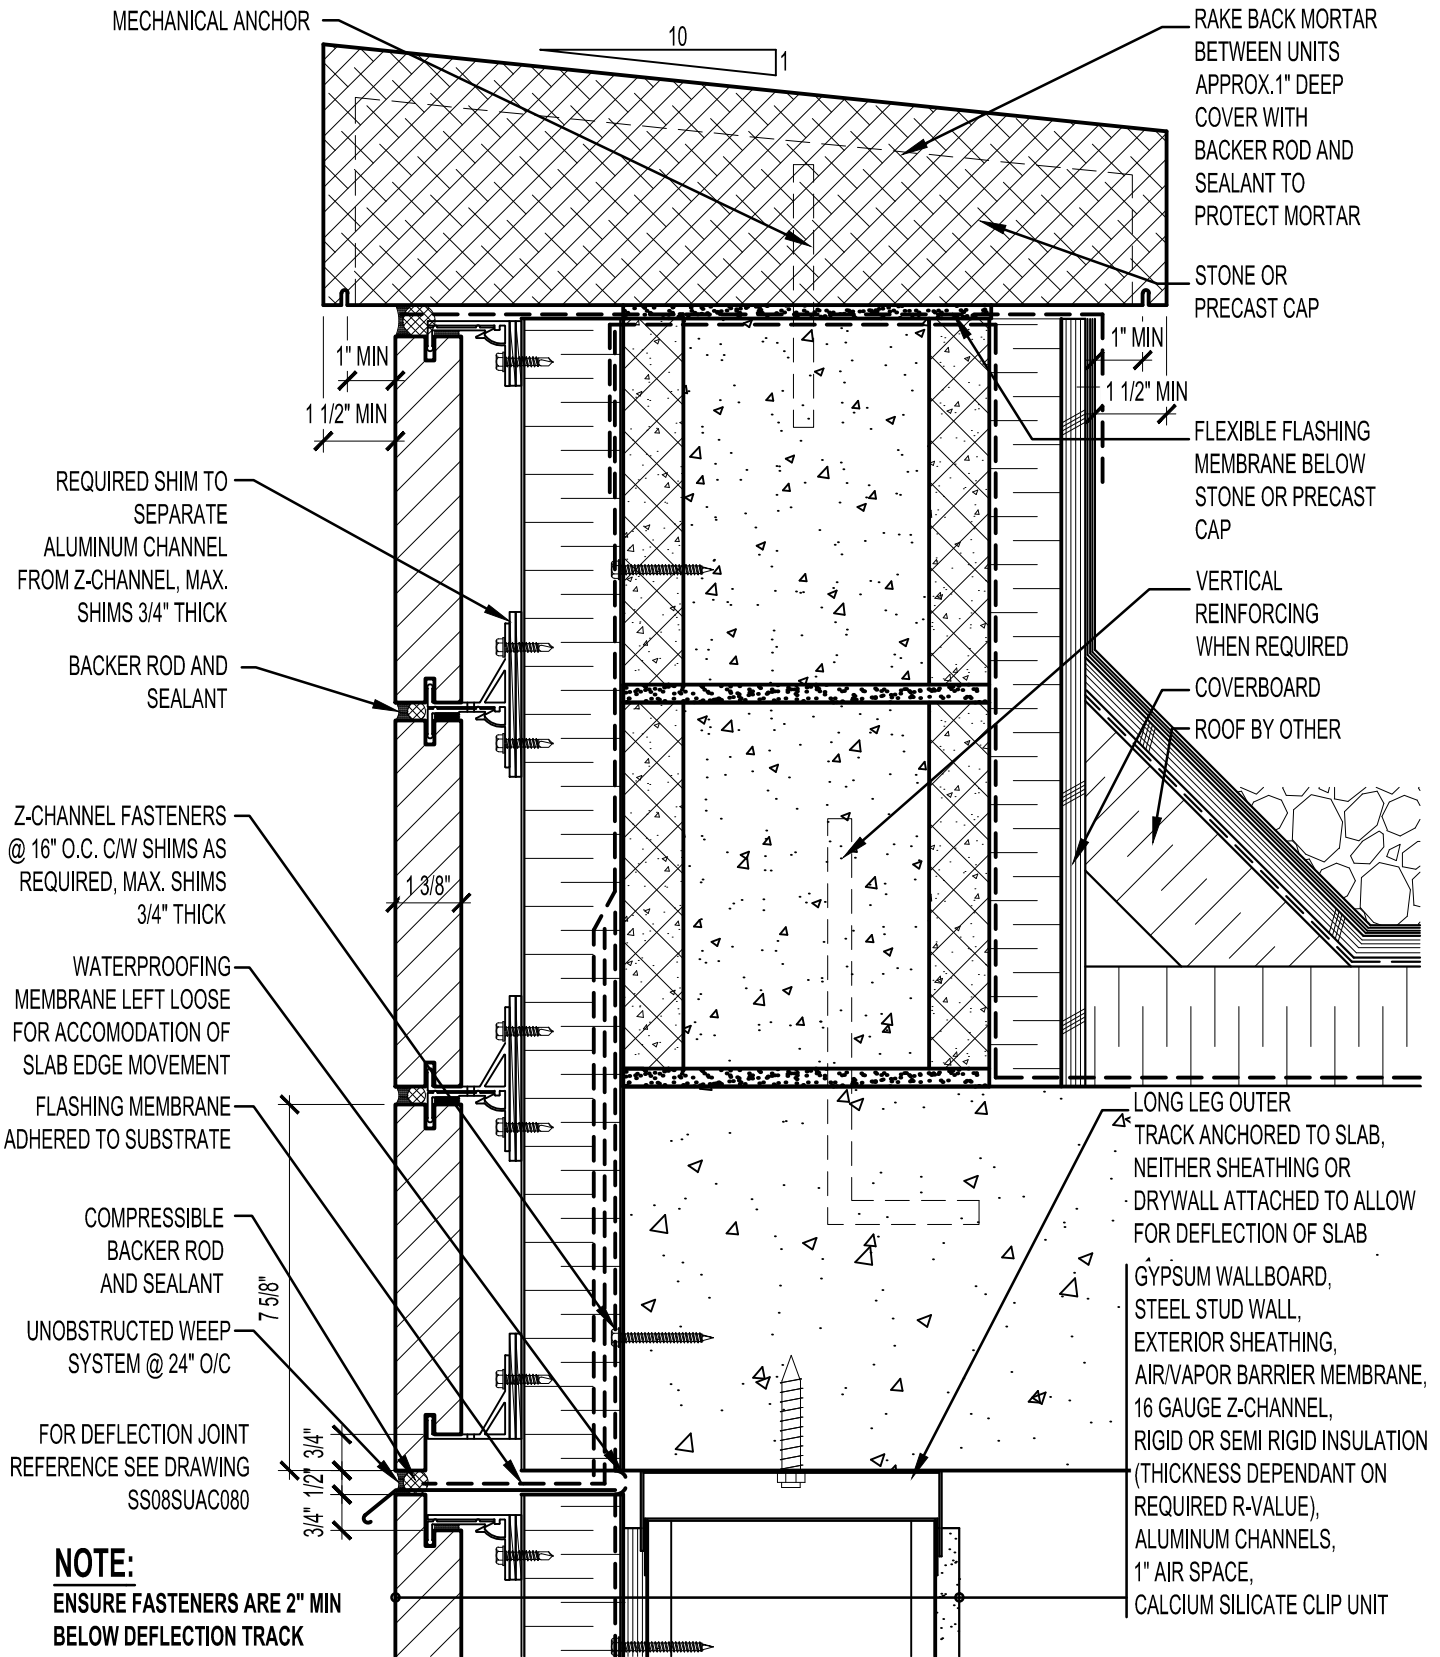 MECHANICAL ANCHOR
10
1
RAKE BACK MORTAR
BETWEEN UNITS
APPROX.1" DEEP
COVER WITH
BACKER ROD AND
SEALANT TO
PROTECT MORTAR
STONE OR
PRECAST CAP
1" MIN
1 1/2" MIN
1" MIN
1 1/2" MIN
FLEXIBLE FLASHING
MEMBRANE BELOW
STONE OR PRECAST
CAP
REQUIRED SHIM TO
SEPARATE
ALUMINUM CHANNEL
FROM Z-CHANNEL, MAX.
SHIMS 3/4" THICK
VERTICAL
REINFORCING
WHEN REQUIRED
BACKER ROD AND
SEALANT
COVERBOARD
ROOF BY OTHER
Z-CHANNEL FASTENERS
@ 16" O.C. C/W SHIMS AS
REQUIRED, MAX. SHIMS
3/4" THICK
1 3/8"
WATERPROOFING
MEMBRANE LEFT LOOSE
FOR ACCOMODATION OF
SLAB EDGE MOVEMENT
FLASHING MEMBRANE
ADHERED TO SUBSTRATE
LONG LEG OUTER
TRACK ANCHORED TO SLAB,
NEITHER SHEATHING OR
DRYWALL ATTACHED TO ALLOW
FOR DEFLECTION OF SLAB
COMPRESSIBLE
BACKER ROD
AND SEALANT
7 5/8"
UNOBSTRUCTED WEEP
SYSTEM @ 24" O/C
FOR DEFLECTION JOINT
REFERENCE SEE DRAWING
SS08SUAC080
3/4"
1/2"
3/4"
GYPSUM WALLBOARD,
STEEL STUD WALL,
EXTERIOR SHEATHING,
AIR/VAPOR BARRIER MEMBRANE,
16 GAUGE Z-CHANNEL,
RIGID OR SEMI RIGID INSULATION
(THICKNESS DEPENDANT ON
REQUIRED R-VALUE),
ALUMINUM CHANNELS,
1" AIR SPACE,
CALCIUM SILICATE CLIP UNIT
NOTE:
ENSURE FASTENERS ARE 2" MIN
BELOW DEFLECTION TRACK